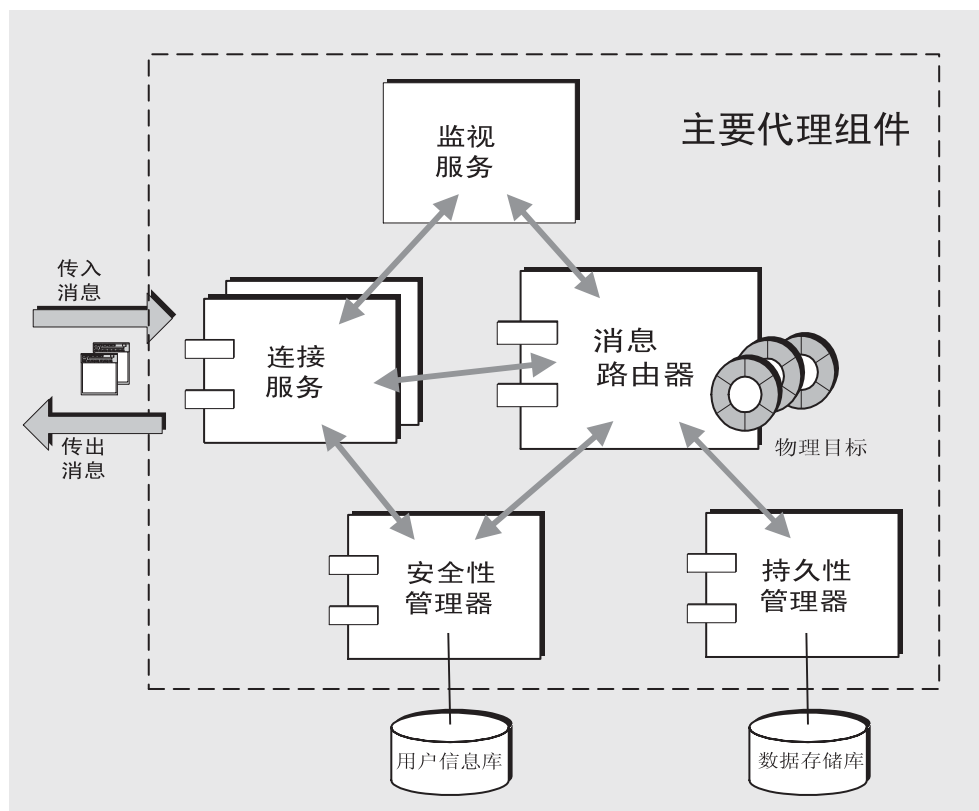 主要代理组件
监视
服务
传入
消息
连接
服务
消息
路由器
物理目标
传出
消息
安全性
管理器
持久性
管理器
用户信息库
数据存储库